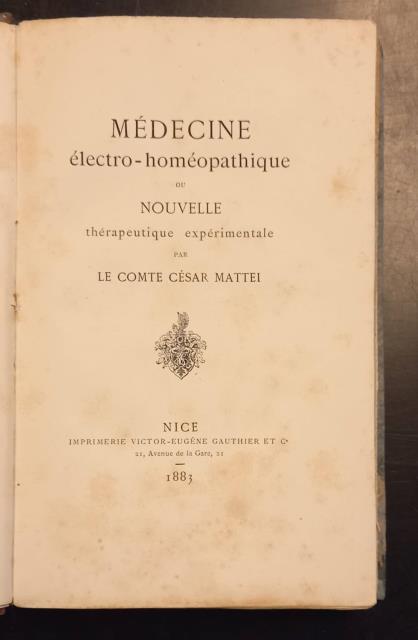 MÉDECINE
électro-homéopathique
OU
NOUVELLE
thérapeutique expérimentale
PAR
LE COMTE CÉSAR MATTEI
NICE
IMPRIMERIE VICTOR-EUGÈNE GAUTHIER ET Cᵉ
21, Avenue de la Gare, 21
1883